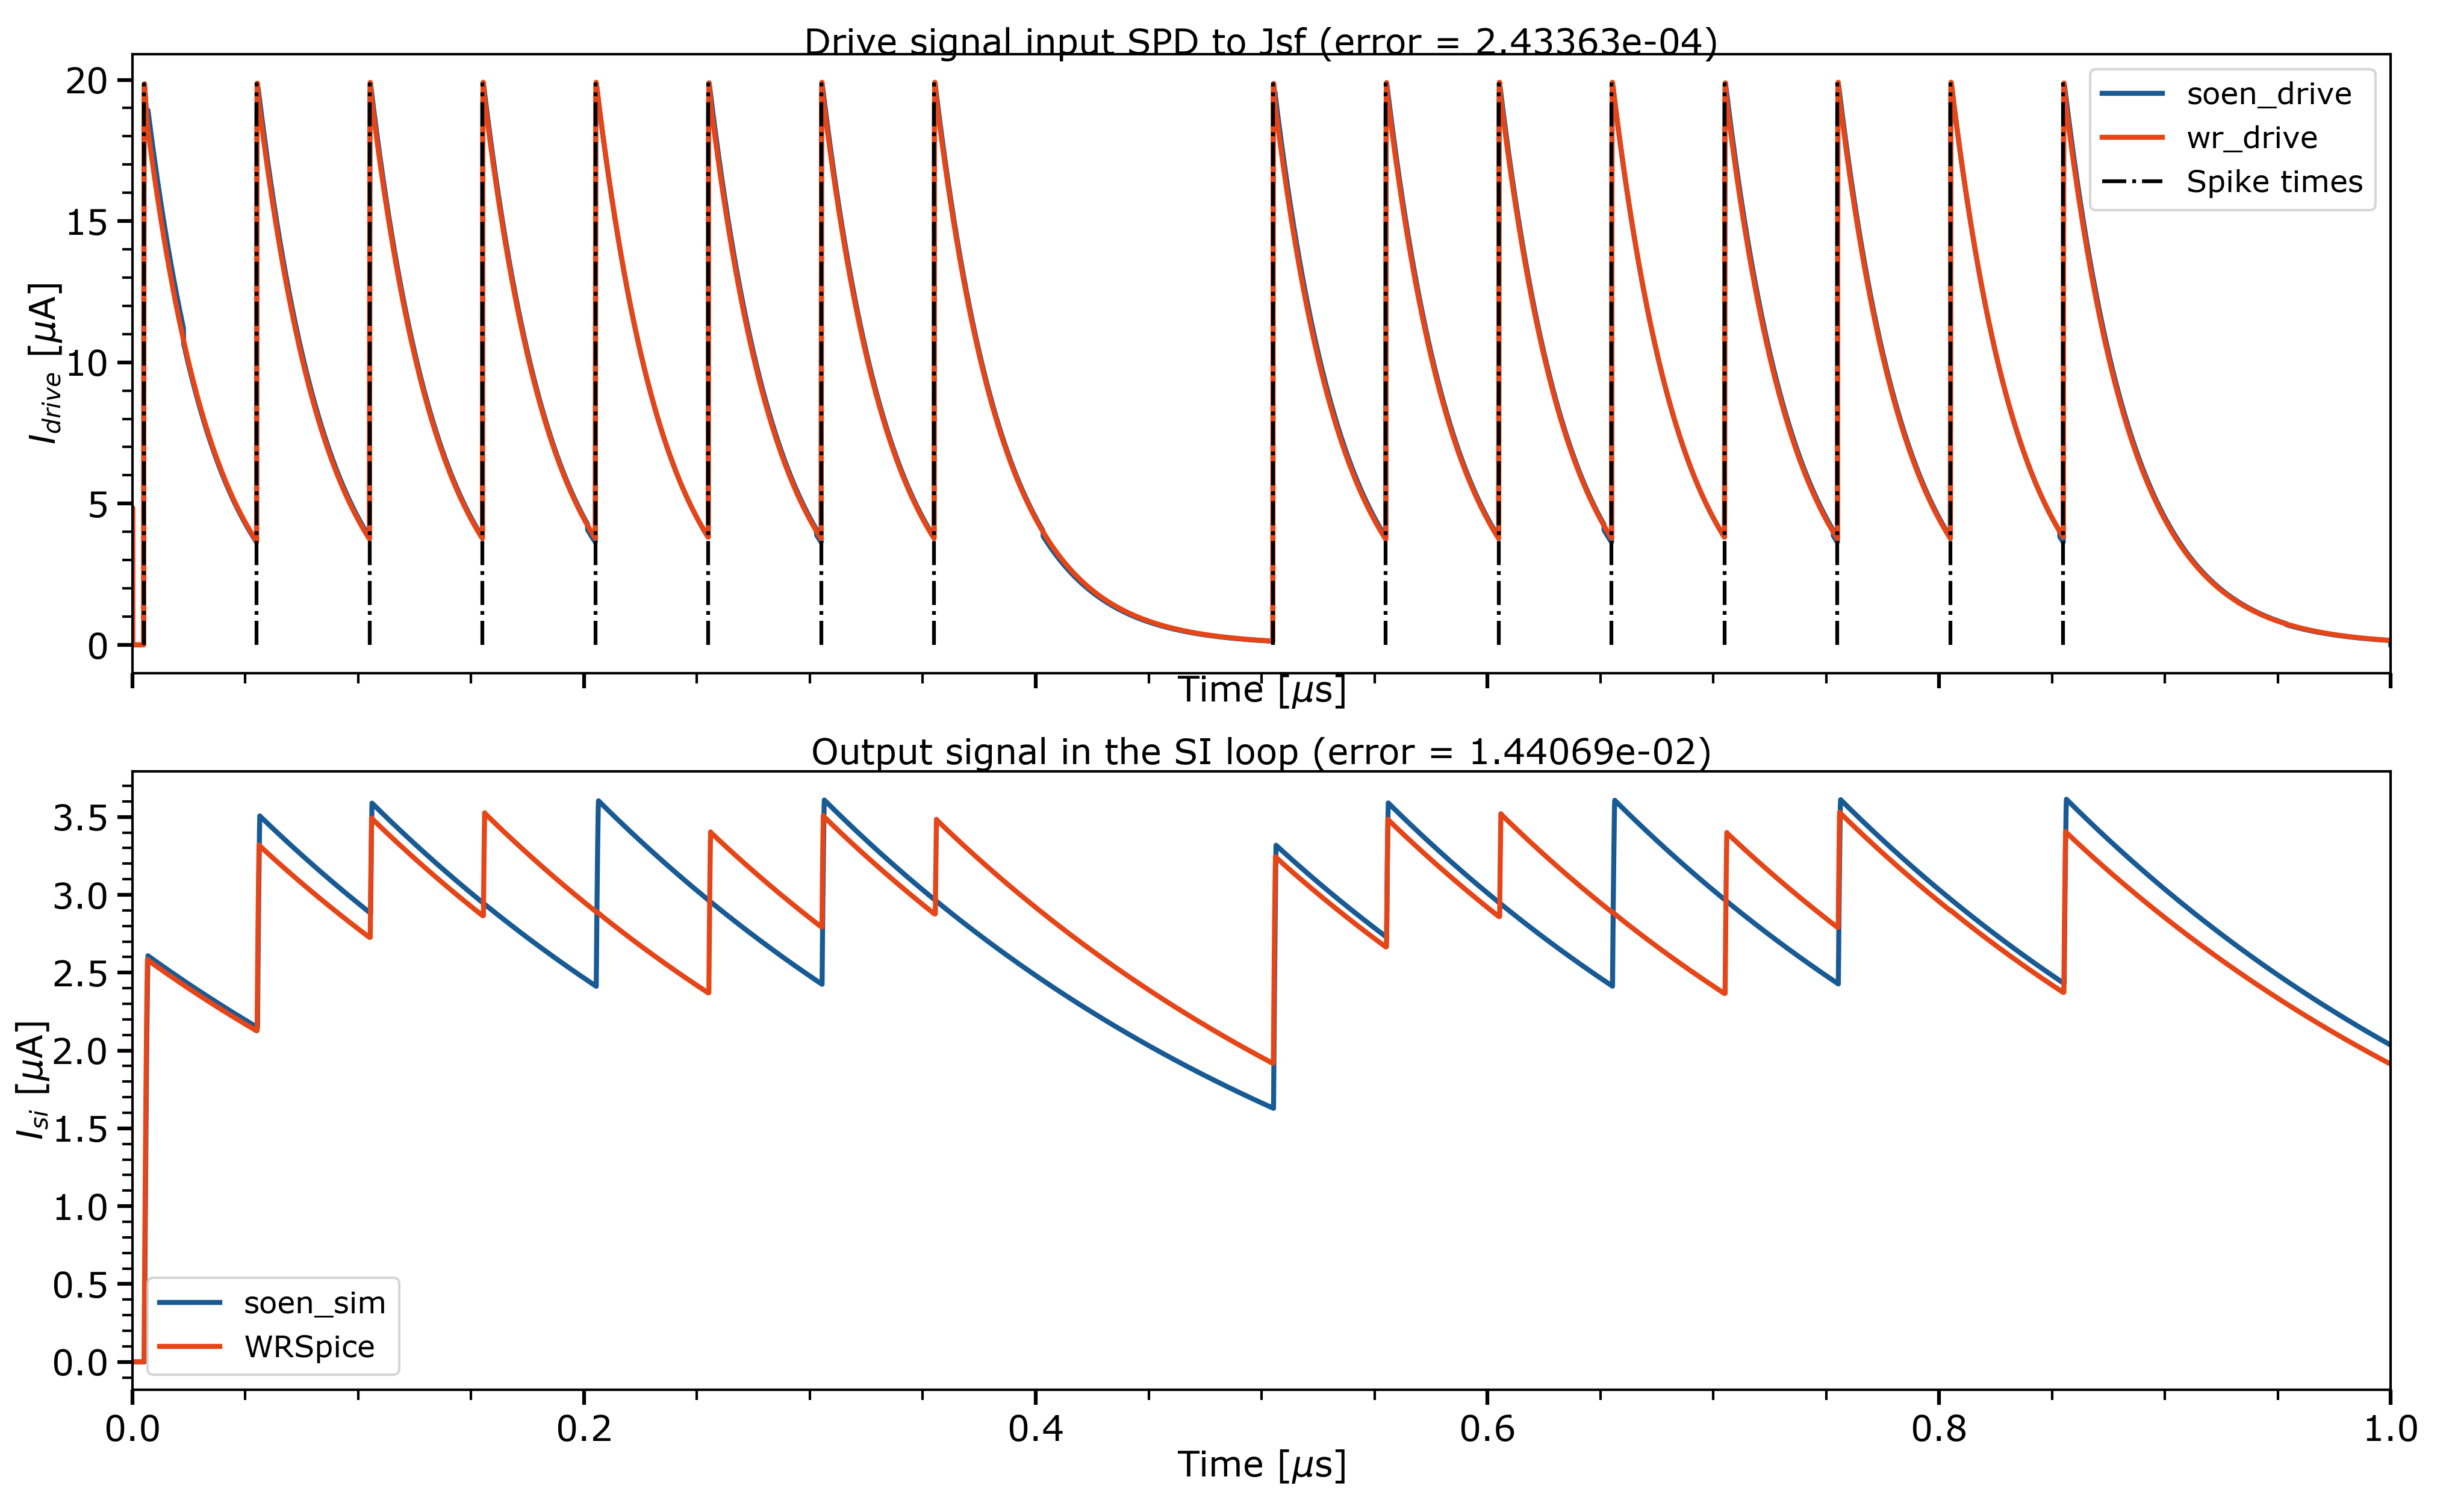 Drive signal input SPD to Jsf (error = 2.43363e-04)
20
15
10
5
0
I_drive [μA]
soen_drive
wr_drive
Spike times
Time [μs]
Output signal in the SI loop (error = 1.44069e-02)
3.5
3.0
2.5
2.0
1.5
1.0
0.5
0.0
I_si [μA]
soen_sim
WRSpice
0.0 0.2 0.4 0.6 0.8 1.0
Time [μs]